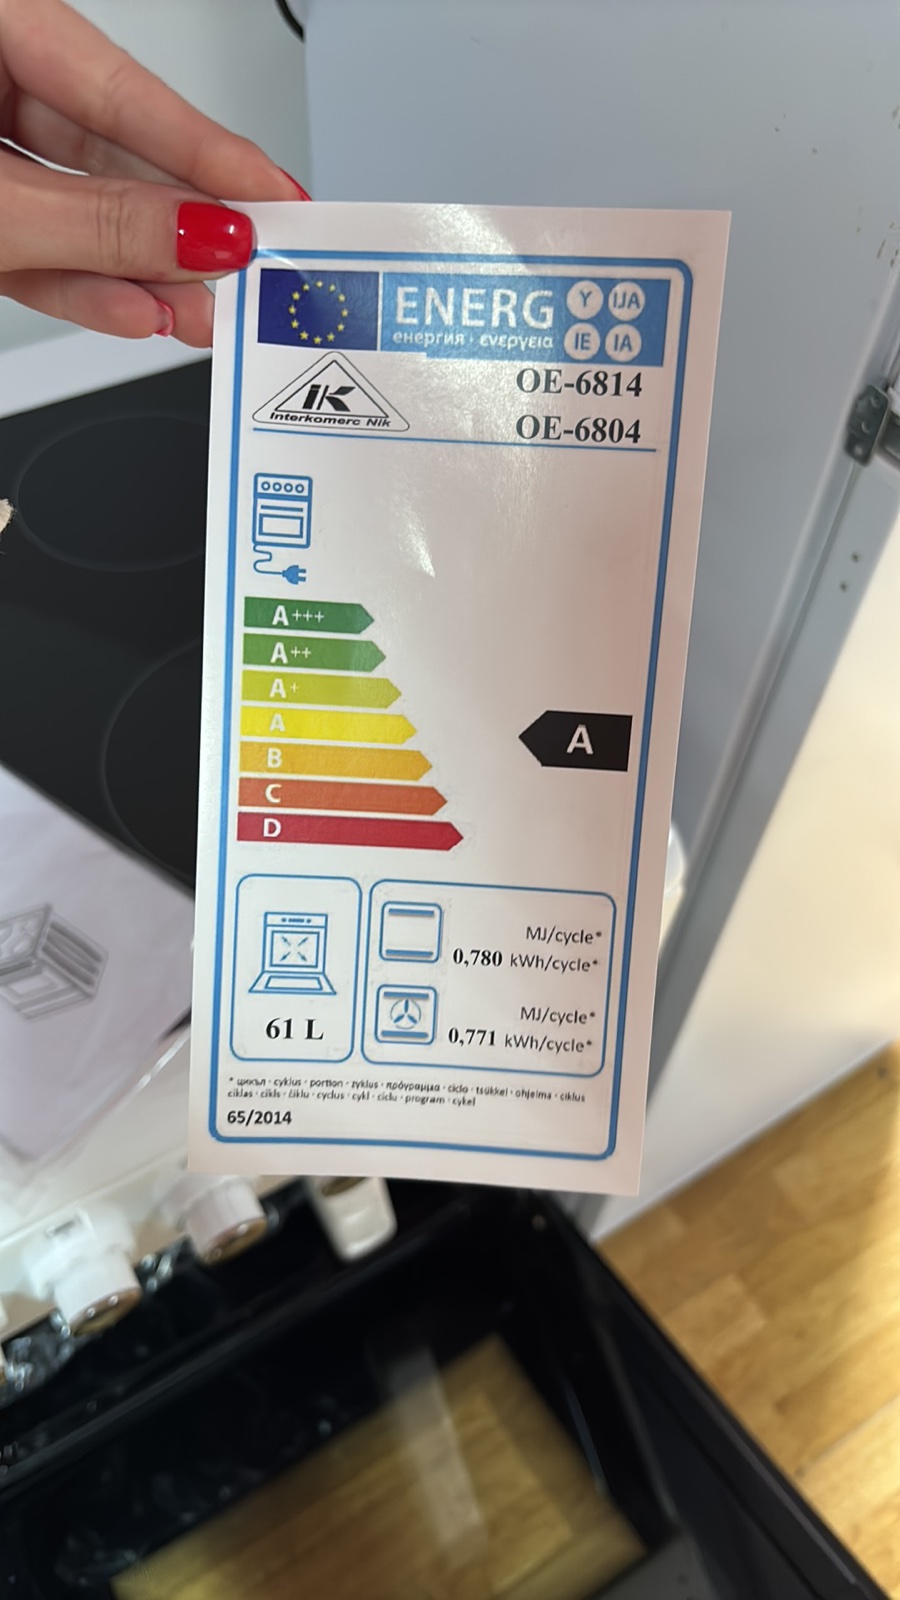 ENERG Y IJA
енергия · ενεργεια IE IA
iK
Interkomerc Nik
OE-6814
OE-6804
A+++
A++
A+
A
B
C
D
A
61 L
MJ/cycle*
0,780 kWh/cycle*
MJ/cycle*
0,771 kWh/cycle*
* цикъл · cyklus · portion · zyklus · πρόγραμμα · ciclo · tsükkel · ohjelma · ciklus
ciklas · cikls · ċiklu · cyclus · cykl · ciclu · program · cykel
65/2014